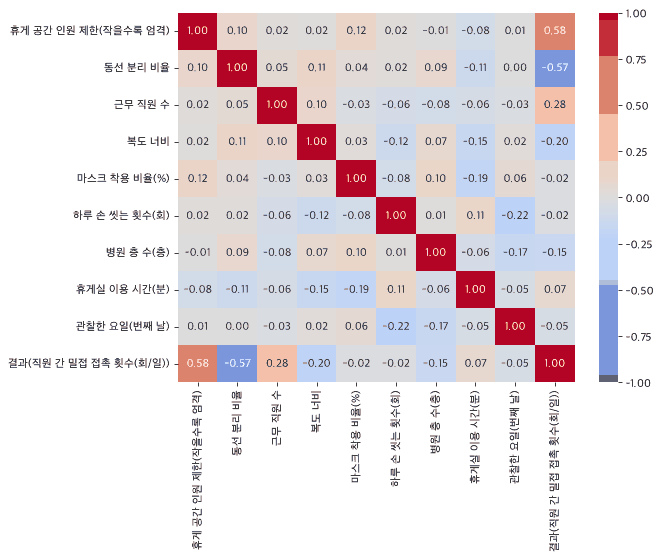 휴게 공간 인원 제한(작을수록 엄격) 1.00 0.10 0.02 0.02 0.12 0.02 -0.01 -0.08 0.01 0.58
동선 분리 비율 0.10 1.00 0.05 0.11 0.04 0.02 0.09 -0.11 0.00 -0.57
근무 직원 수 0.02 0.05 1.00 0.10 -0.03 -0.06 -0.08 -0.06 -0.03 0.28
복도 너비 0.02 0.11 0.10 1.00 0.03 -0.12 0.07 -0.15 0.02 -0.20
마스크 착용 비율(%) 0.12 0.04 -0.03 0.03 1.00 -0.08 0.10 -0.19 0.06 -0.02
하루 손 씻는 횟수(회) 0.02 0.02 -0.06 -0.12 -0.08 1.00 0.01 0.11 -0.22 -0.02
병원 층 수(층) -0.01 0.09 -0.08 0.07 0.10 0.01 1.00 -0.06 -0.17 -0.15
휴게실 이용 시간(분) -0.08 -0.11 -0.06 -0.15 -0.19 0.11 -0.06 1.00 -0.05 0.07
관찰한 요일(번째 날) 0.01 0.00 -0.03 0.02 0.06 -0.22 -0.17 -0.05 1.00 -0.05
결과(직원 간 밀접 접촉 횟수(회/일)) 0.58 -0.57 0.28 -0.20 -0.02 -0.02 -0.15 0.07 -0.05 1.00
휴게 공간 인원 제한(작을수록 엄격)
동선 분리 비율
근무 직원 수
복도 너비
마스크 착용 비율(%)
하루 손 씻는 횟수(회)
병원 층 수(층)
휴게실 이용 시간(분)
관찰한 요일(번째 날)
결과(직원 간 밀접 접촉 횟수(회/일))
1.00
0.75
0.50
0.25
0.00
-0.25
-0.50
-0.75
-1.00